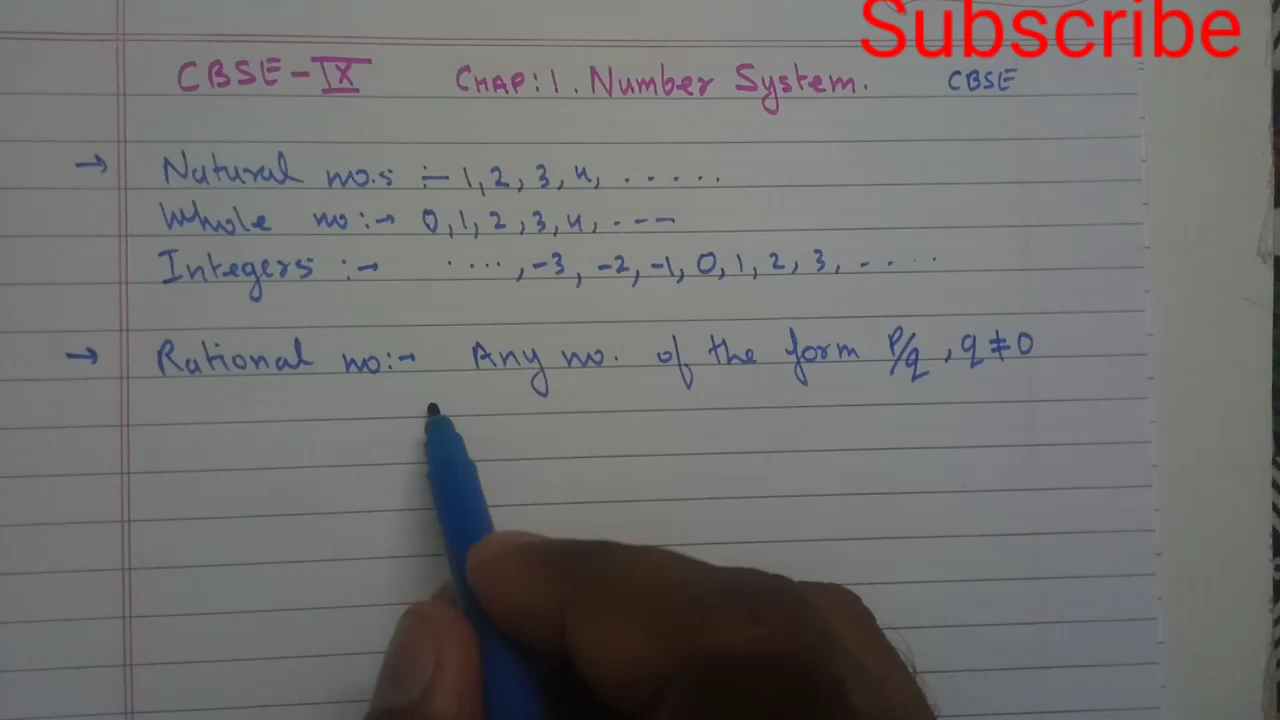 Subscribe
CBSE-IX CHAP:1. Number System. CBSE
→ Natural no.s :- 1, 2, 3, 4, .....
Whole no:→ 0, 1, 2, 3, 4, .---
Integers :→ ...., -3, -2, -1, 0, 1, 2, 3, ....
→ Rational no:→ Any no. of the form P/q, q≠0